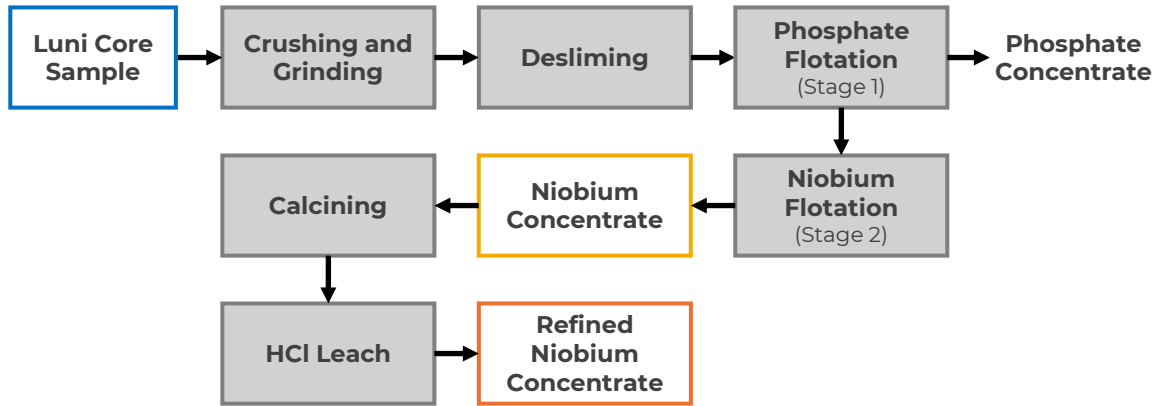 Luni Core
Sample
Crushing and
Grinding
Desliming
Phosphate
Flotation
(Stage 1)
Phosphate
Concentrate
Niobium
Flotation
(Stage 2)
Niobium
Concentrate
Calcining
HCl Leach
Refined
Niobium
Concentrate